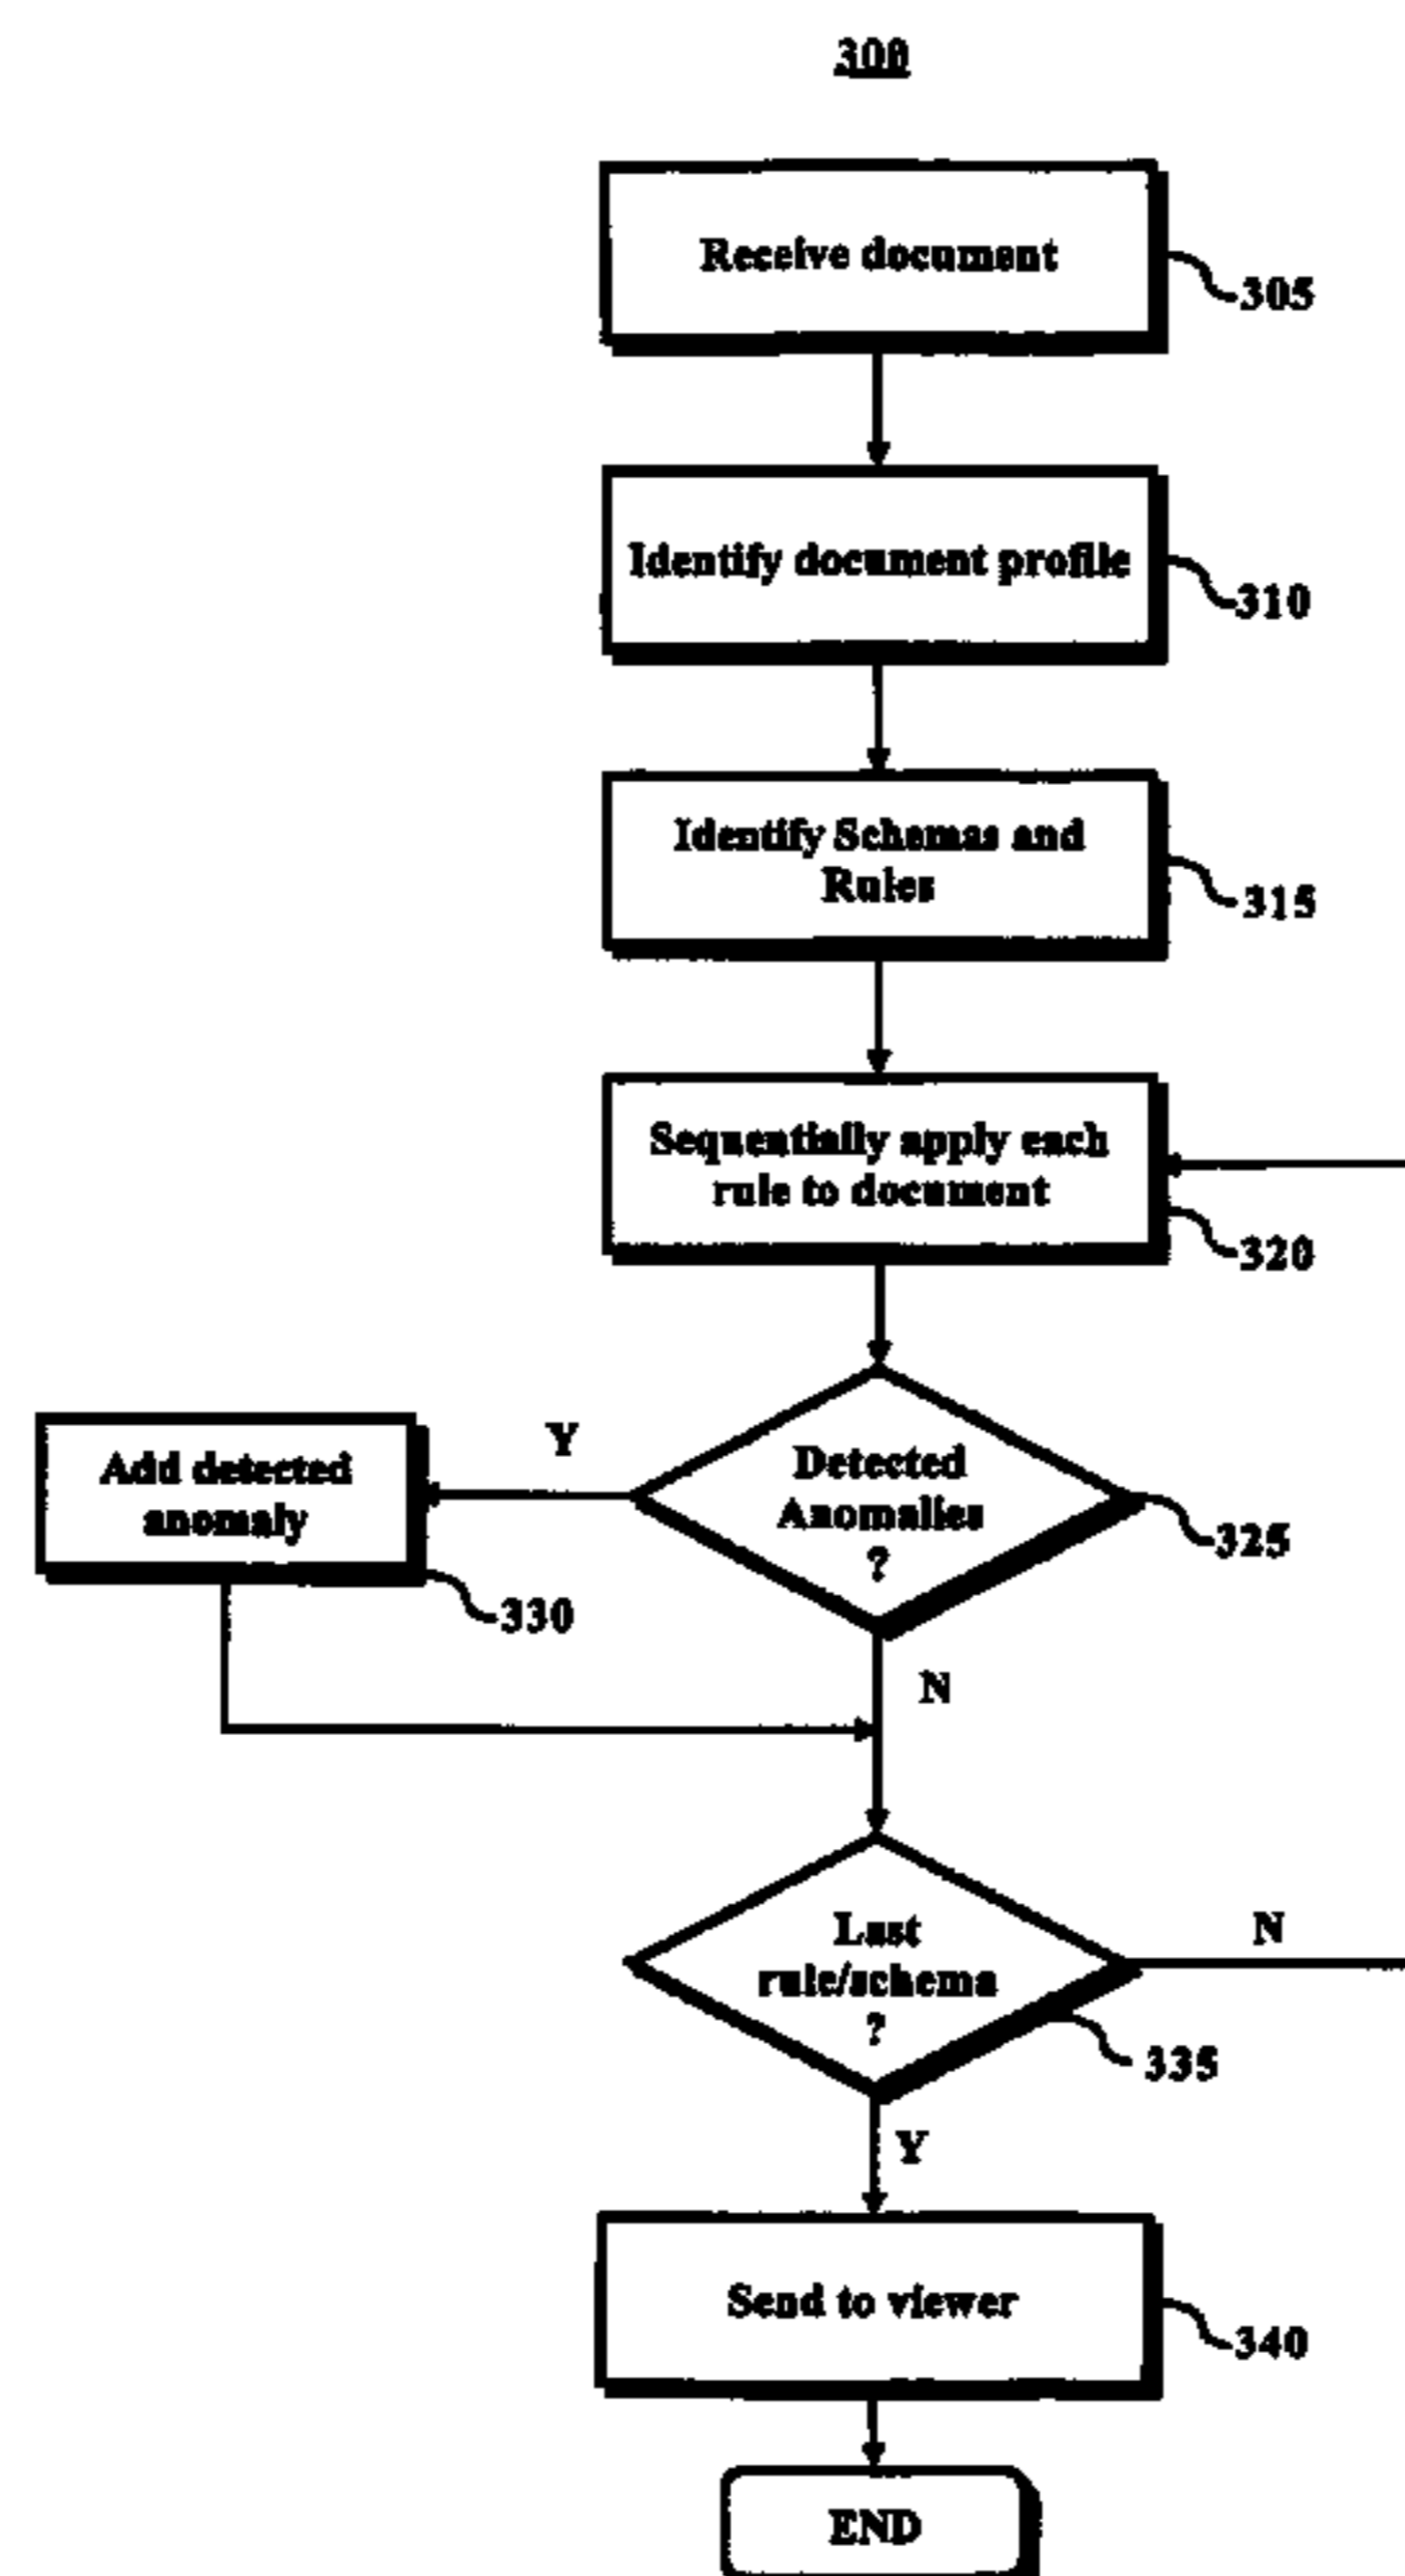 300
Receive document
305
Identify document profile
310
Identify Schemas and
Rules
315
Sequentially apply each
rule to document
320
Detected
Anomalies
?
325
Y
Add detected
anomaly
330
N
Last
rule/schema
?
335
N
Y
Send to viewer
340
END